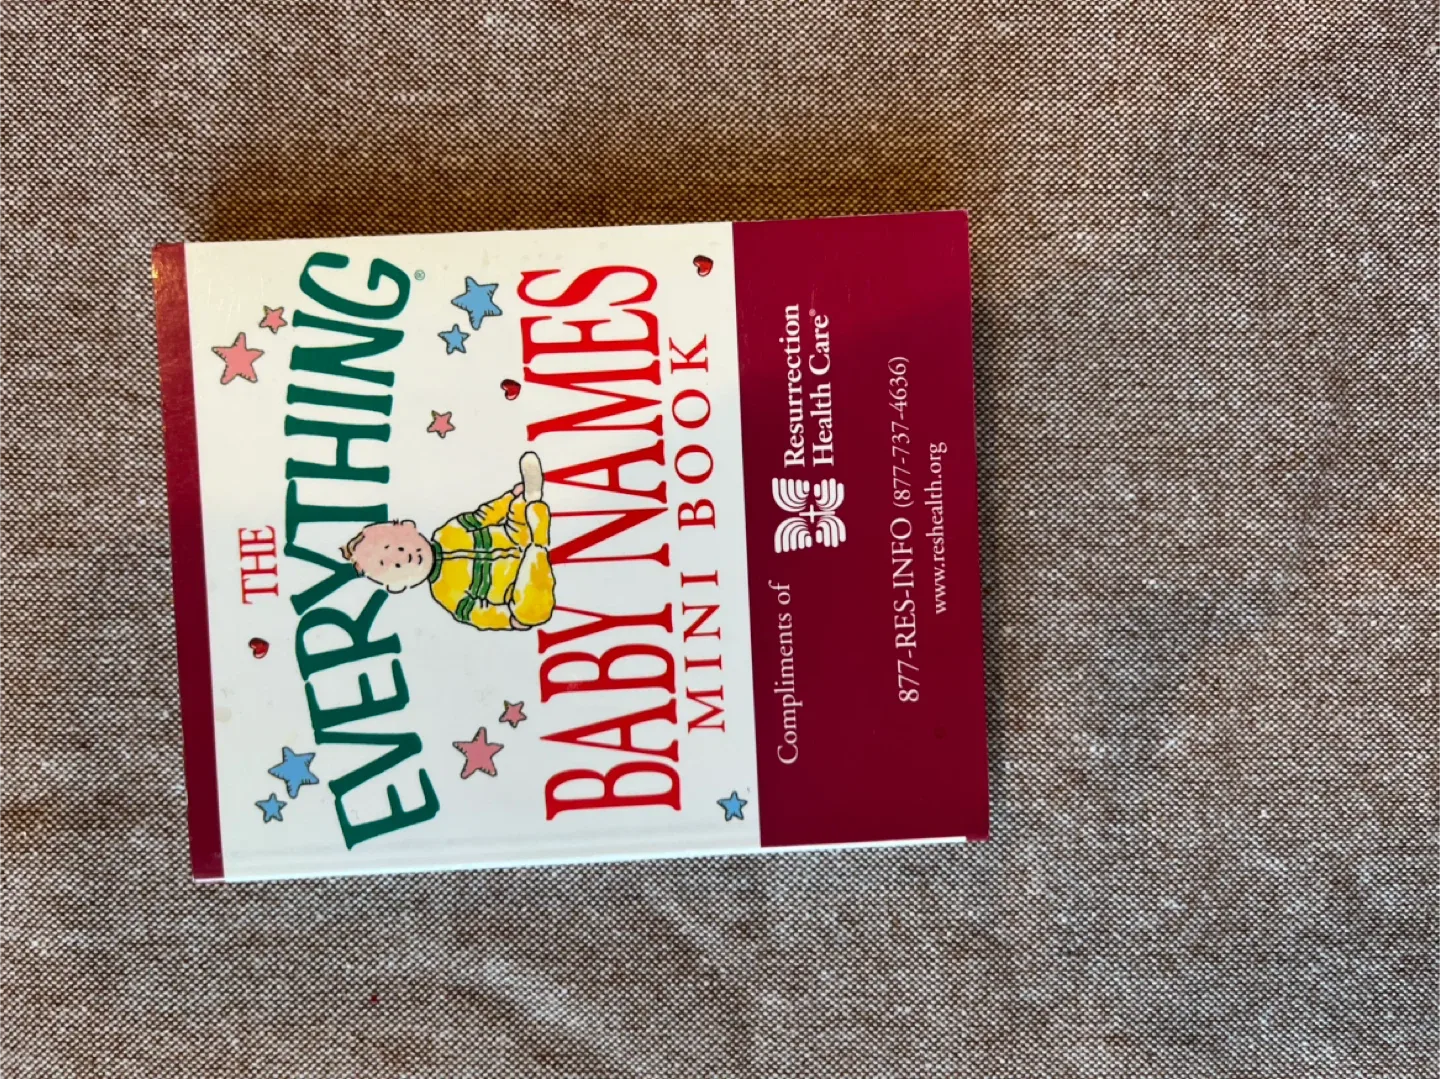 THE
EVERYTHING®
BABY NAMES
MINI BOOK
Compliments of
Resurrection
Health Care®
877-RES-INFO (877-737-4636)
www.reshealth.org